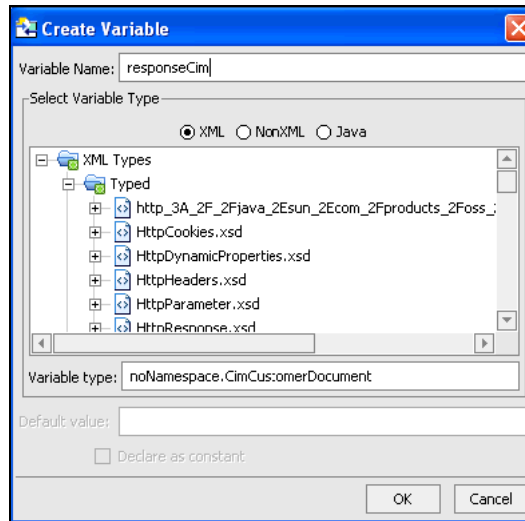 Create Variable
Variable Name: responseCim
Select Variable Type
XML NonXML Java
XML Types
Typed
http_3A_2F_2Fjava_2Esun_2Ecom_2Fproducts_2Foss_2
HttpCookies.xsd
HttpDynamicProperties.xsd
HttpHeaders.xsd
HttpParameter.xsd
HttpResponse.xsd
Variable type: noNamespace.CimCus:omerDocument
Default value:
Declare as constant
OK Cancel